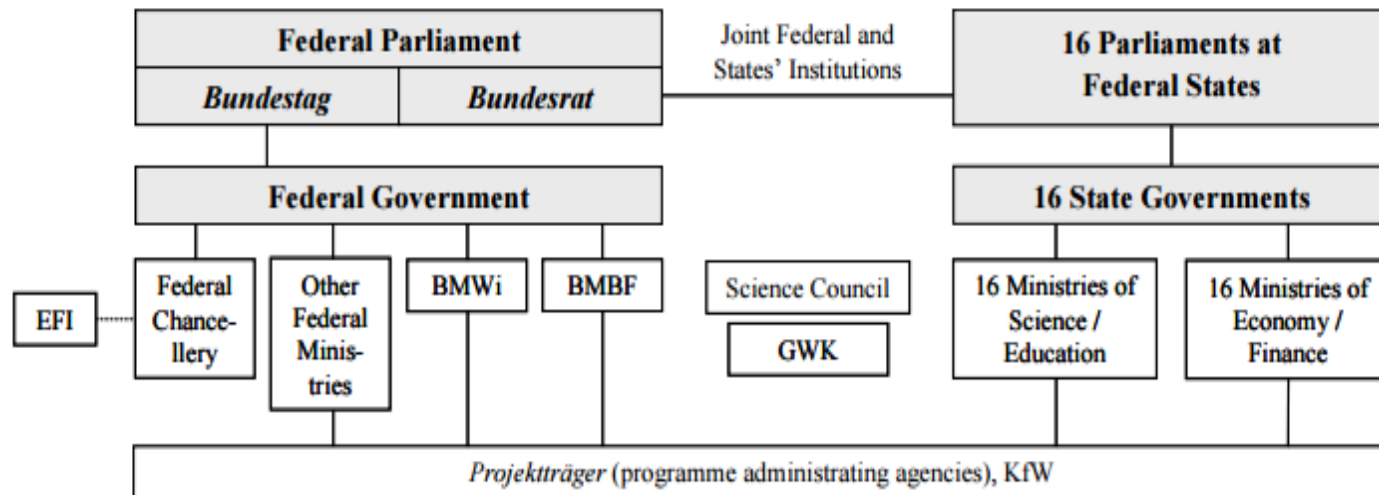 Federal Parliament
Bundestag
Bundesrat
Joint Federal and
States' Institutions
16 Parliaments at
Federal States
Federal Government
16 State Governments
EFI
Federal
Chance-
llery
Other
Federal
Minis-
tries
BMWi
BMBF
Science Council
GWK
16 Ministries of
Science /
Education
16 Ministries of
Economy /
Finance
Projektträger (programme administrating agencies), KfW